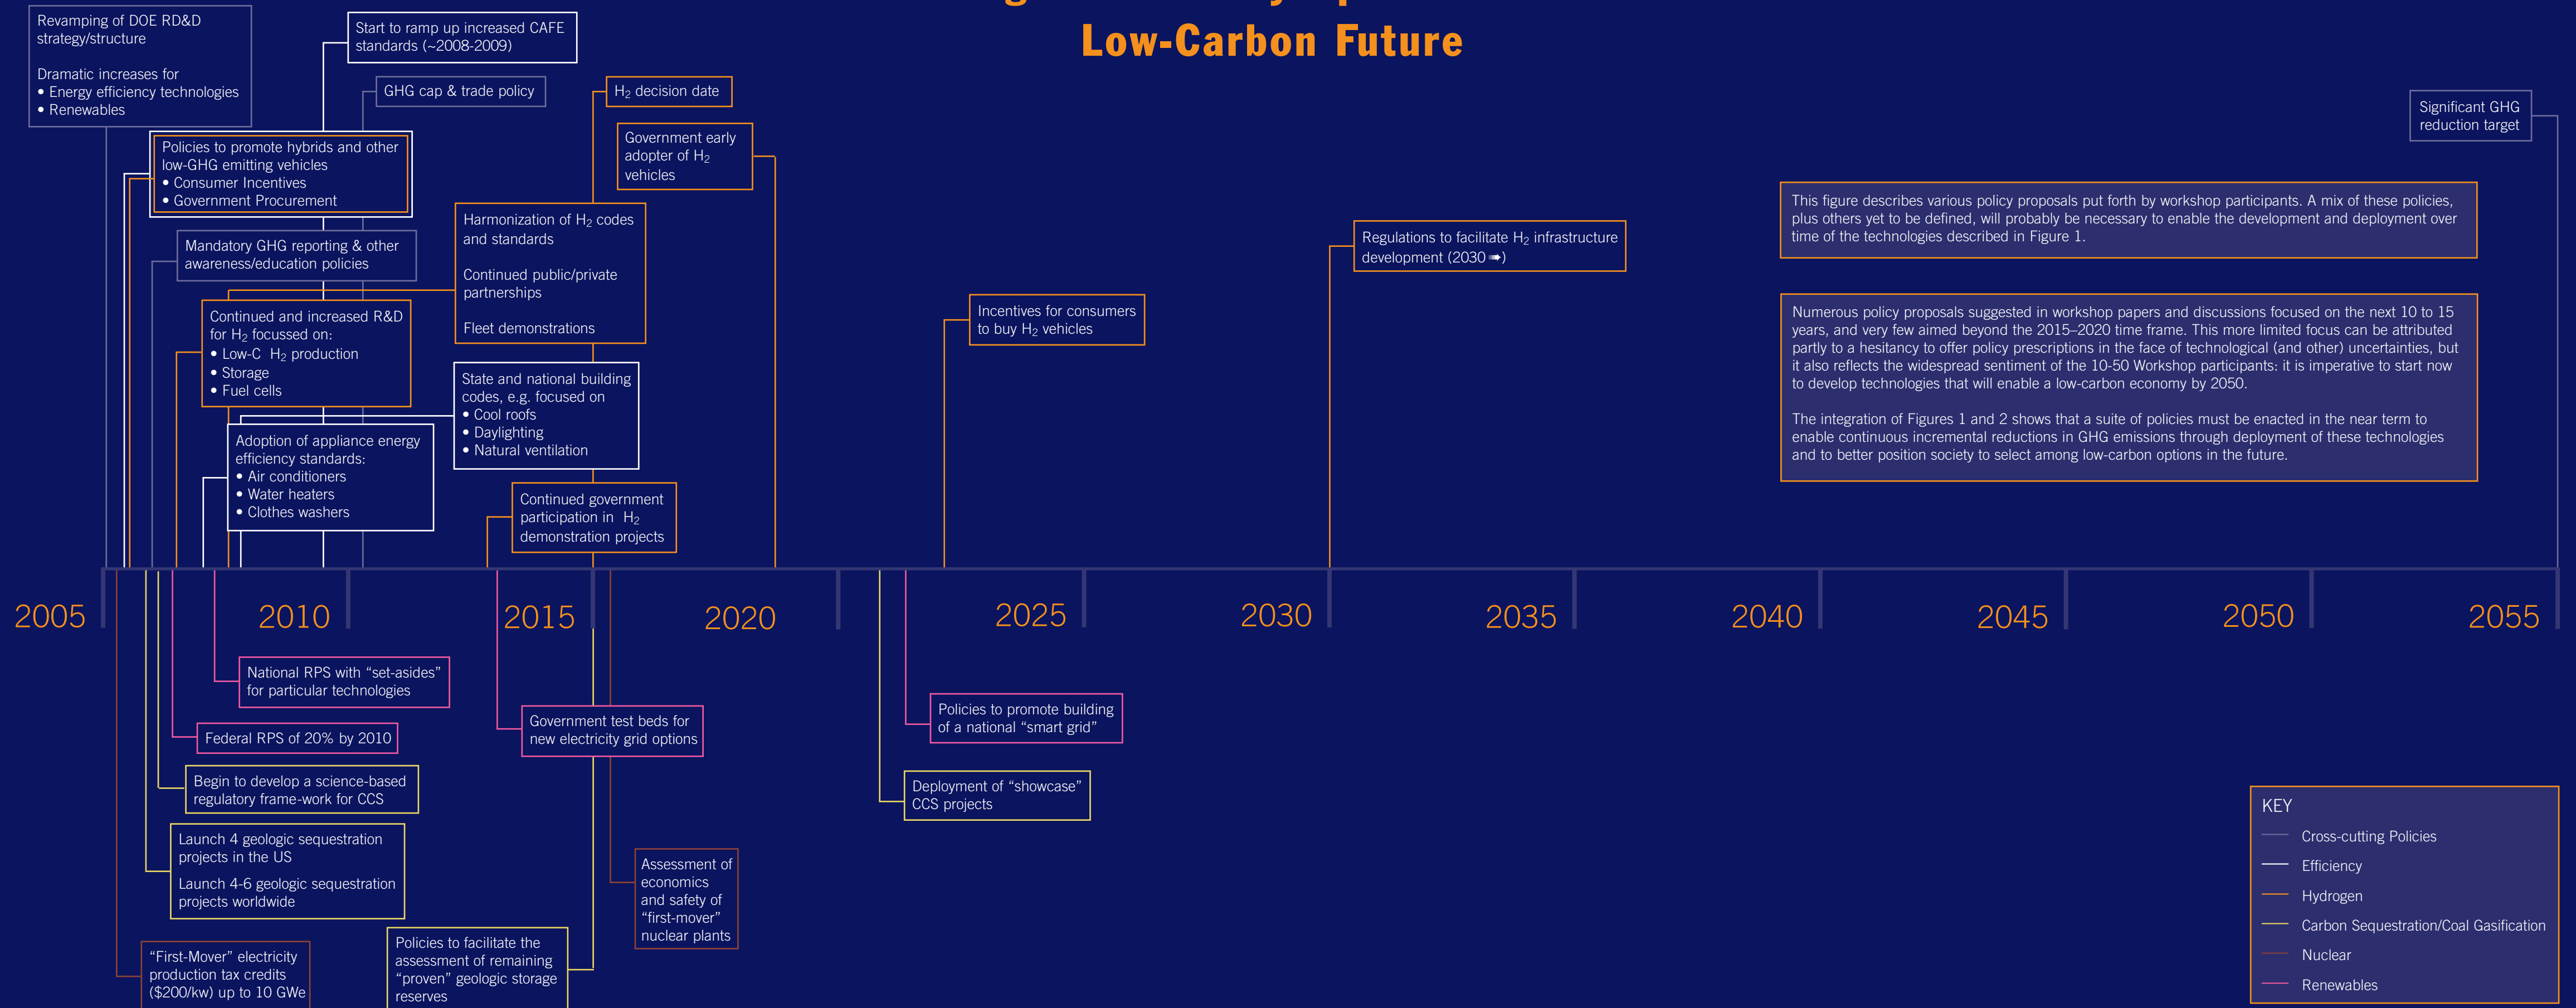 Low-Carbon Future
Revamping of DOE RD&D
strategy/structure
Dramatic increases for
• Energy efficiency technologies
• Renewables
Start to ramp up increased CAFE
standards (~2008-2009)
GHG cap & trade policy
H2 decision date
Government early
adopter of H2
vehicles
Significant GHG
reduction target
Policies to promote hybrids and other
low-GHG emitting vehicles
• Consumer Incentives
• Government Procurement
Mandatory GHG reporting & other
awareness/education policies
Harmonization of H2 codes
and standards
Continued public/private
partnerships
Fleet demonstrations
Regulations to facilitate H2 infrastructure
development (2030 ➠)
This figure describes various policy proposals put forth by workshop participants. A mix of these policies,
plus others yet to be defined, will probably be necessary to enable the development and deployment over
time of the technologies described in Figure 1.
Continued and increased R&D
for H2 focussed on:
• Low-C H2 production
• Storage
• Fuel cells
Incentives for consumers
to buy H2 vehicles
Numerous policy proposals suggested in workshop papers and discussions focused on the next 10 to 15
years, and very few aimed beyond the 2015–2020 time frame. This more limited focus can be attributed
partly to a hesitancy to offer policy prescriptions in the face of technological (and other) uncertainties, but
it also reflects the widespread sentiment of the 10-50 Workshop participants: it is imperative to start now
to develop technologies that will enable a low-carbon economy by 2050.
The integration of Figures 1 and 2 shows that a suite of policies must be enacted in the near term to
enable continuous incremental reductions in GHG emissions through deployment of these technologies
and to better position society to select among low-carbon options in the future.
State and national building
codes, e.g. focused on
• Cool roofs
• Daylighting
• Natural ventilation
Adoption of appliance energy
efficiency standards:
• Air conditioners
• Water heaters
• Clothes washers
Continued government
participation in H2
demonstration projects
2005
2010
2015
2020
2025
2030
2035
2040
2045
2050
2055
National RPS with “set-asides”
for particular technologies
Federal RPS of 20% by 2010
Government test beds for
new electricity grid options
Policies to promote building
of a national “smart grid”
Begin to develop a science-based
regulatory frame-work for CCS
Deployment of “showcase”
CCS projects
Launch 4 geologic sequestration
projects in the US
Launch 4-6 geologic sequestration
projects worldwide
Assessment of
economics
and safety of
“first-mover”
nuclear plants
“First-Mover” electricity
production tax credits
($200/kw) up to 10 GWe
Policies to facilitate the
assessment of remaining
“proven” geologic storage
reserves
KEY
Cross-cutting Policies
Efficiency
Hydrogen
Carbon Sequestration/Coal Gasification
Nuclear
Renewables